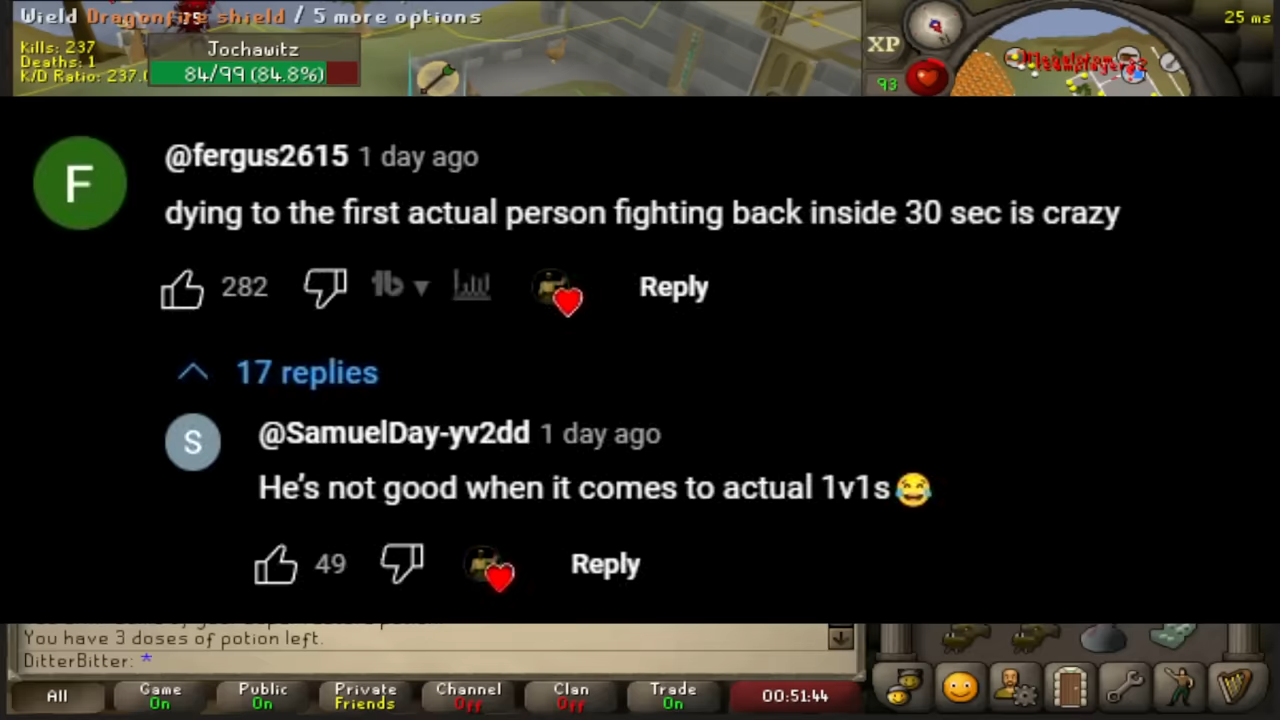 Wield Dragonfire shield / 5 more options
25 ms
Kills: 237
Deaths: 1
K/D Ratio: 237.0
15
Jochawitz
84/99 (84.8%)
XP
93
F
@fergus2615 1 day ago
dying to the first actual person fighting back inside 30 sec is crazy
282
Reply
17 replies
S
@SamuelDay-yv2dd 1 day ago
He's not good when it comes to actual 1v1s😂
49
Reply
You have 3 doses of potion left.
DitterBitter: *
All
Game
On
Public
On
Private
Friends
Channel
Off
Clan
Off
Trade
On
00:51:44